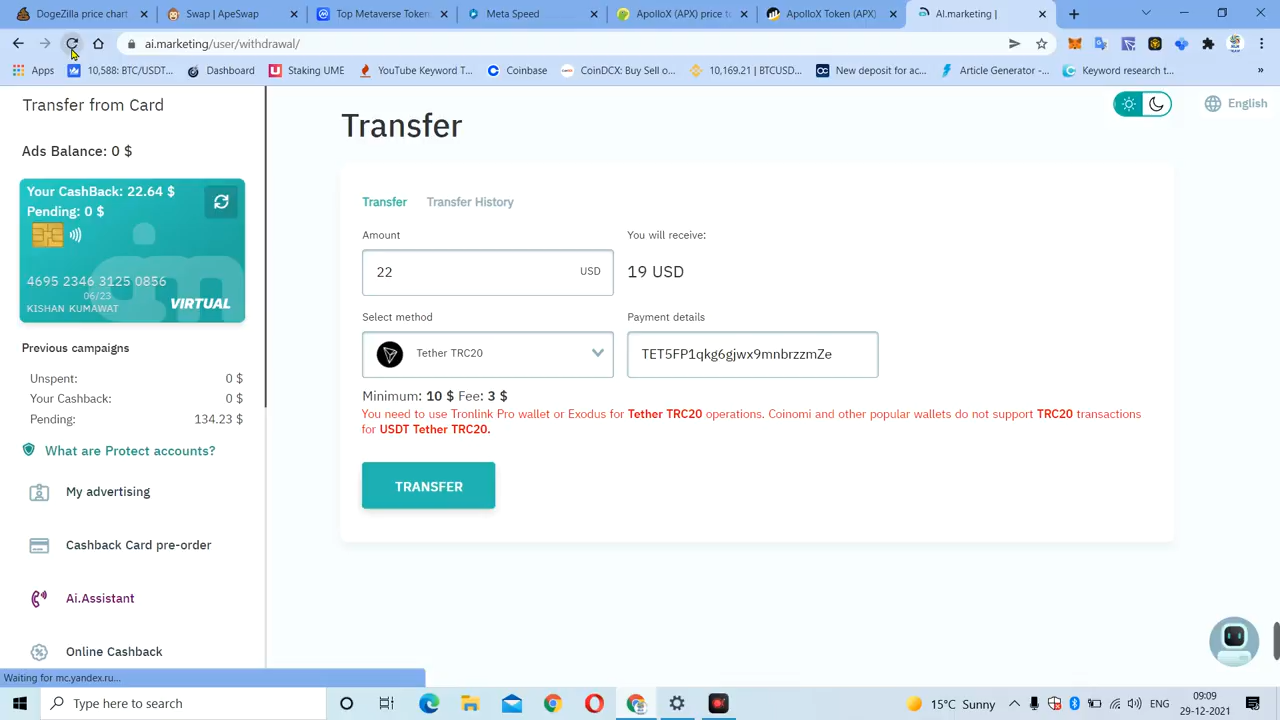 DogeZilla price chart
Swap | ApeSwap
Meta Speed
ApolloX (APX) price t
ApolloX Token (APX) A
AI.marketing |
ai.marketing/user/withdrawal/
Apps
10,588: BTC/USDT...
Dashboard
Staking UME
YouTube Keyword T...
Coinbase
CoinDCX: Buy Sell o...
10,169.21 | BTCUSD...
New deposit for ac...
Article Generator -...
Keyword research t...
Transfer from Card
Ads Balance: 0 $
Your CashBack: 22.64 $
Pending: 0 $
4695 2346 3125 0856
06/23
KISHAN KUMAWAT
VIRTUAL
Previous campaigns
Unspent: 0 $
Your Cashback: 0 $
Pending: 134.23 $
What are Protect accounts?
My advertising
Cashback Card pre-order
Ai.Assistant
Online Cashback
Waiting for mc.yandex.ru...
English
Transfer
Transfer Transfer History
Amount
You will receive:
22 USD
19 USD
Select method
Payment details
Tether TRC20
TET5FP1qkg6gjwx9mnbrzzmZe
Minimum: 10 $ Fee: 3 $
You need to use Tronlink Pro wallet or Exodus for Tether TRC20 operations. Coinomi and other popular wallets do not support TRC20 transactions
for USDT Tether TRC20.
TRANSFER
Type here to search
15°C Sunny
ENG
09:09
29-12-2021